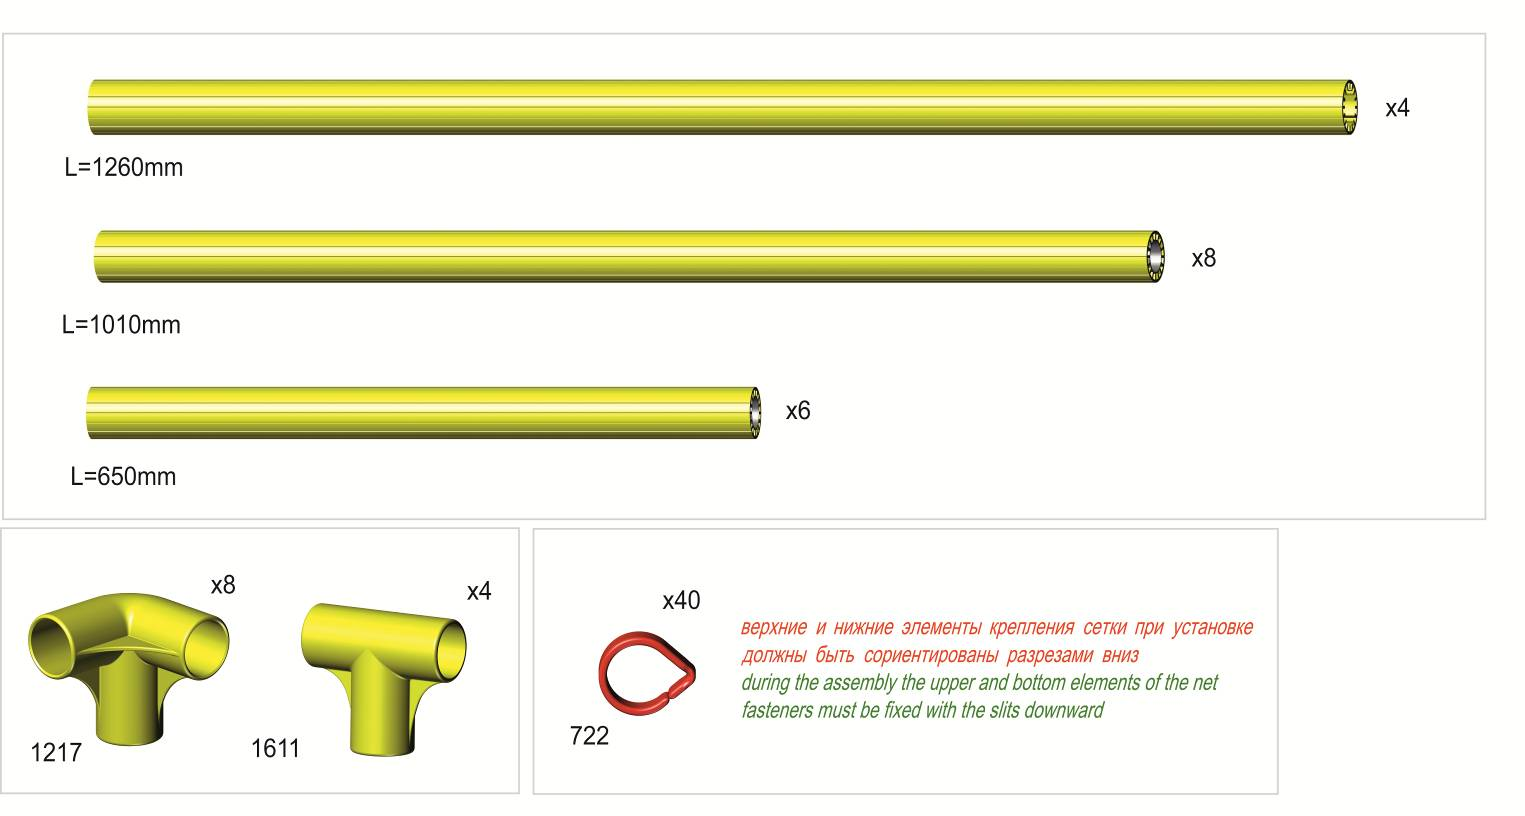 x4
L=1260mm
x8
L=1010mm
x6
L=650mm
x8
x4
1217
1611
x40
722
верхние и нижние элементы крепления сетки при установке
должны быть сориентированы разрезами вниз
during the assembly the upper and bottom elements of the net
fasteners must be fixed with the slits downward